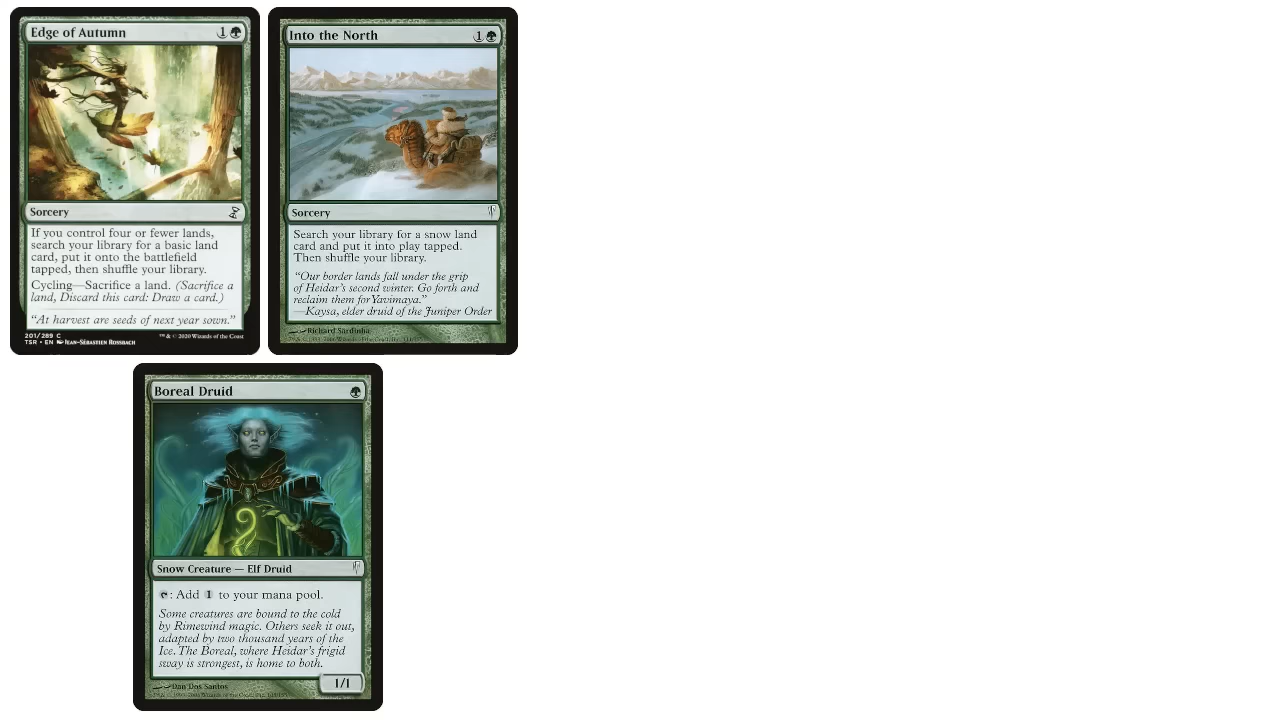 Edge of Autumn 1
Sorcery
If you control four or fewer lands,
search your library for a basic land
card, put it onto the battlefield
tapped, then shuffle your library.
Cycling—Sacrifice a land. (Sacrifice a
land, Discard this card: Draw a card.)
“At harvest are seeds of next year sown.”
201/289 C
TSR • EN Jean-Sébastien Rossbach
™ & © 2020 Wizards of the Coast
Into the North 1
Sorcery
Search your library for a snow land
card and put it into play tapped.
Then shuffle your library.
“Our border lands fall under the grip
of Heidar’s second winter. Go forth and
reclaim them for Yavimaya.”
—Kaysa, elder druid of the Juniper Order
Richard Sardinha
Boreal Druid
Snow Creature — Elf Druid
: Add 1 to your mana pool.
Some creatures are bound to the cold
by Rimewind magic. Others seek it out,
adapted by two thousand years of the
Ice. The Boreal, where Heidar’s frigid
sway is strongest, is home to both.
1/1
Dan Dos Santos